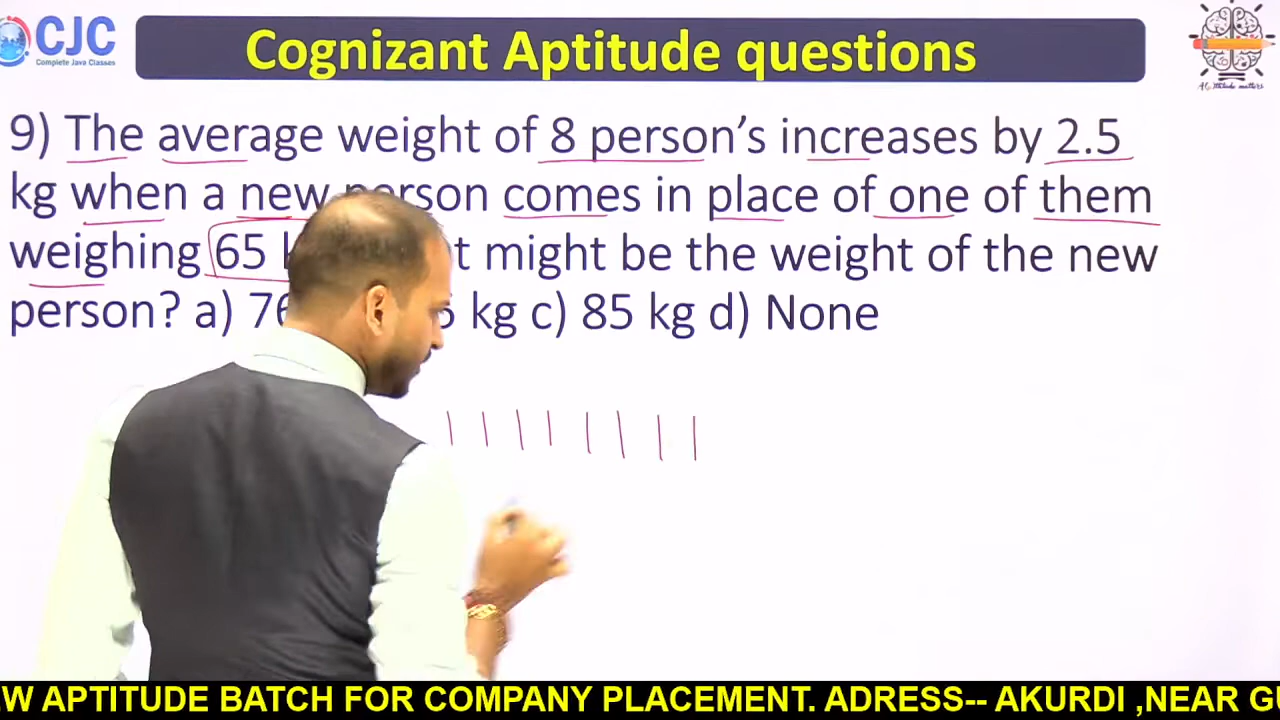 CJC
Complete Java Classes
Cognizant Aptitude questions
9) The average weight of 8 person's increases by 2.5
kg when a new person comes in place of one of them
weighing 65 might be the weight of the new
person? a) kg c) 85 kg d) None
W APTITUDE BATCH FOR COMPANY PLACEMENT. ADRESS-- AKURDI ,NEAR